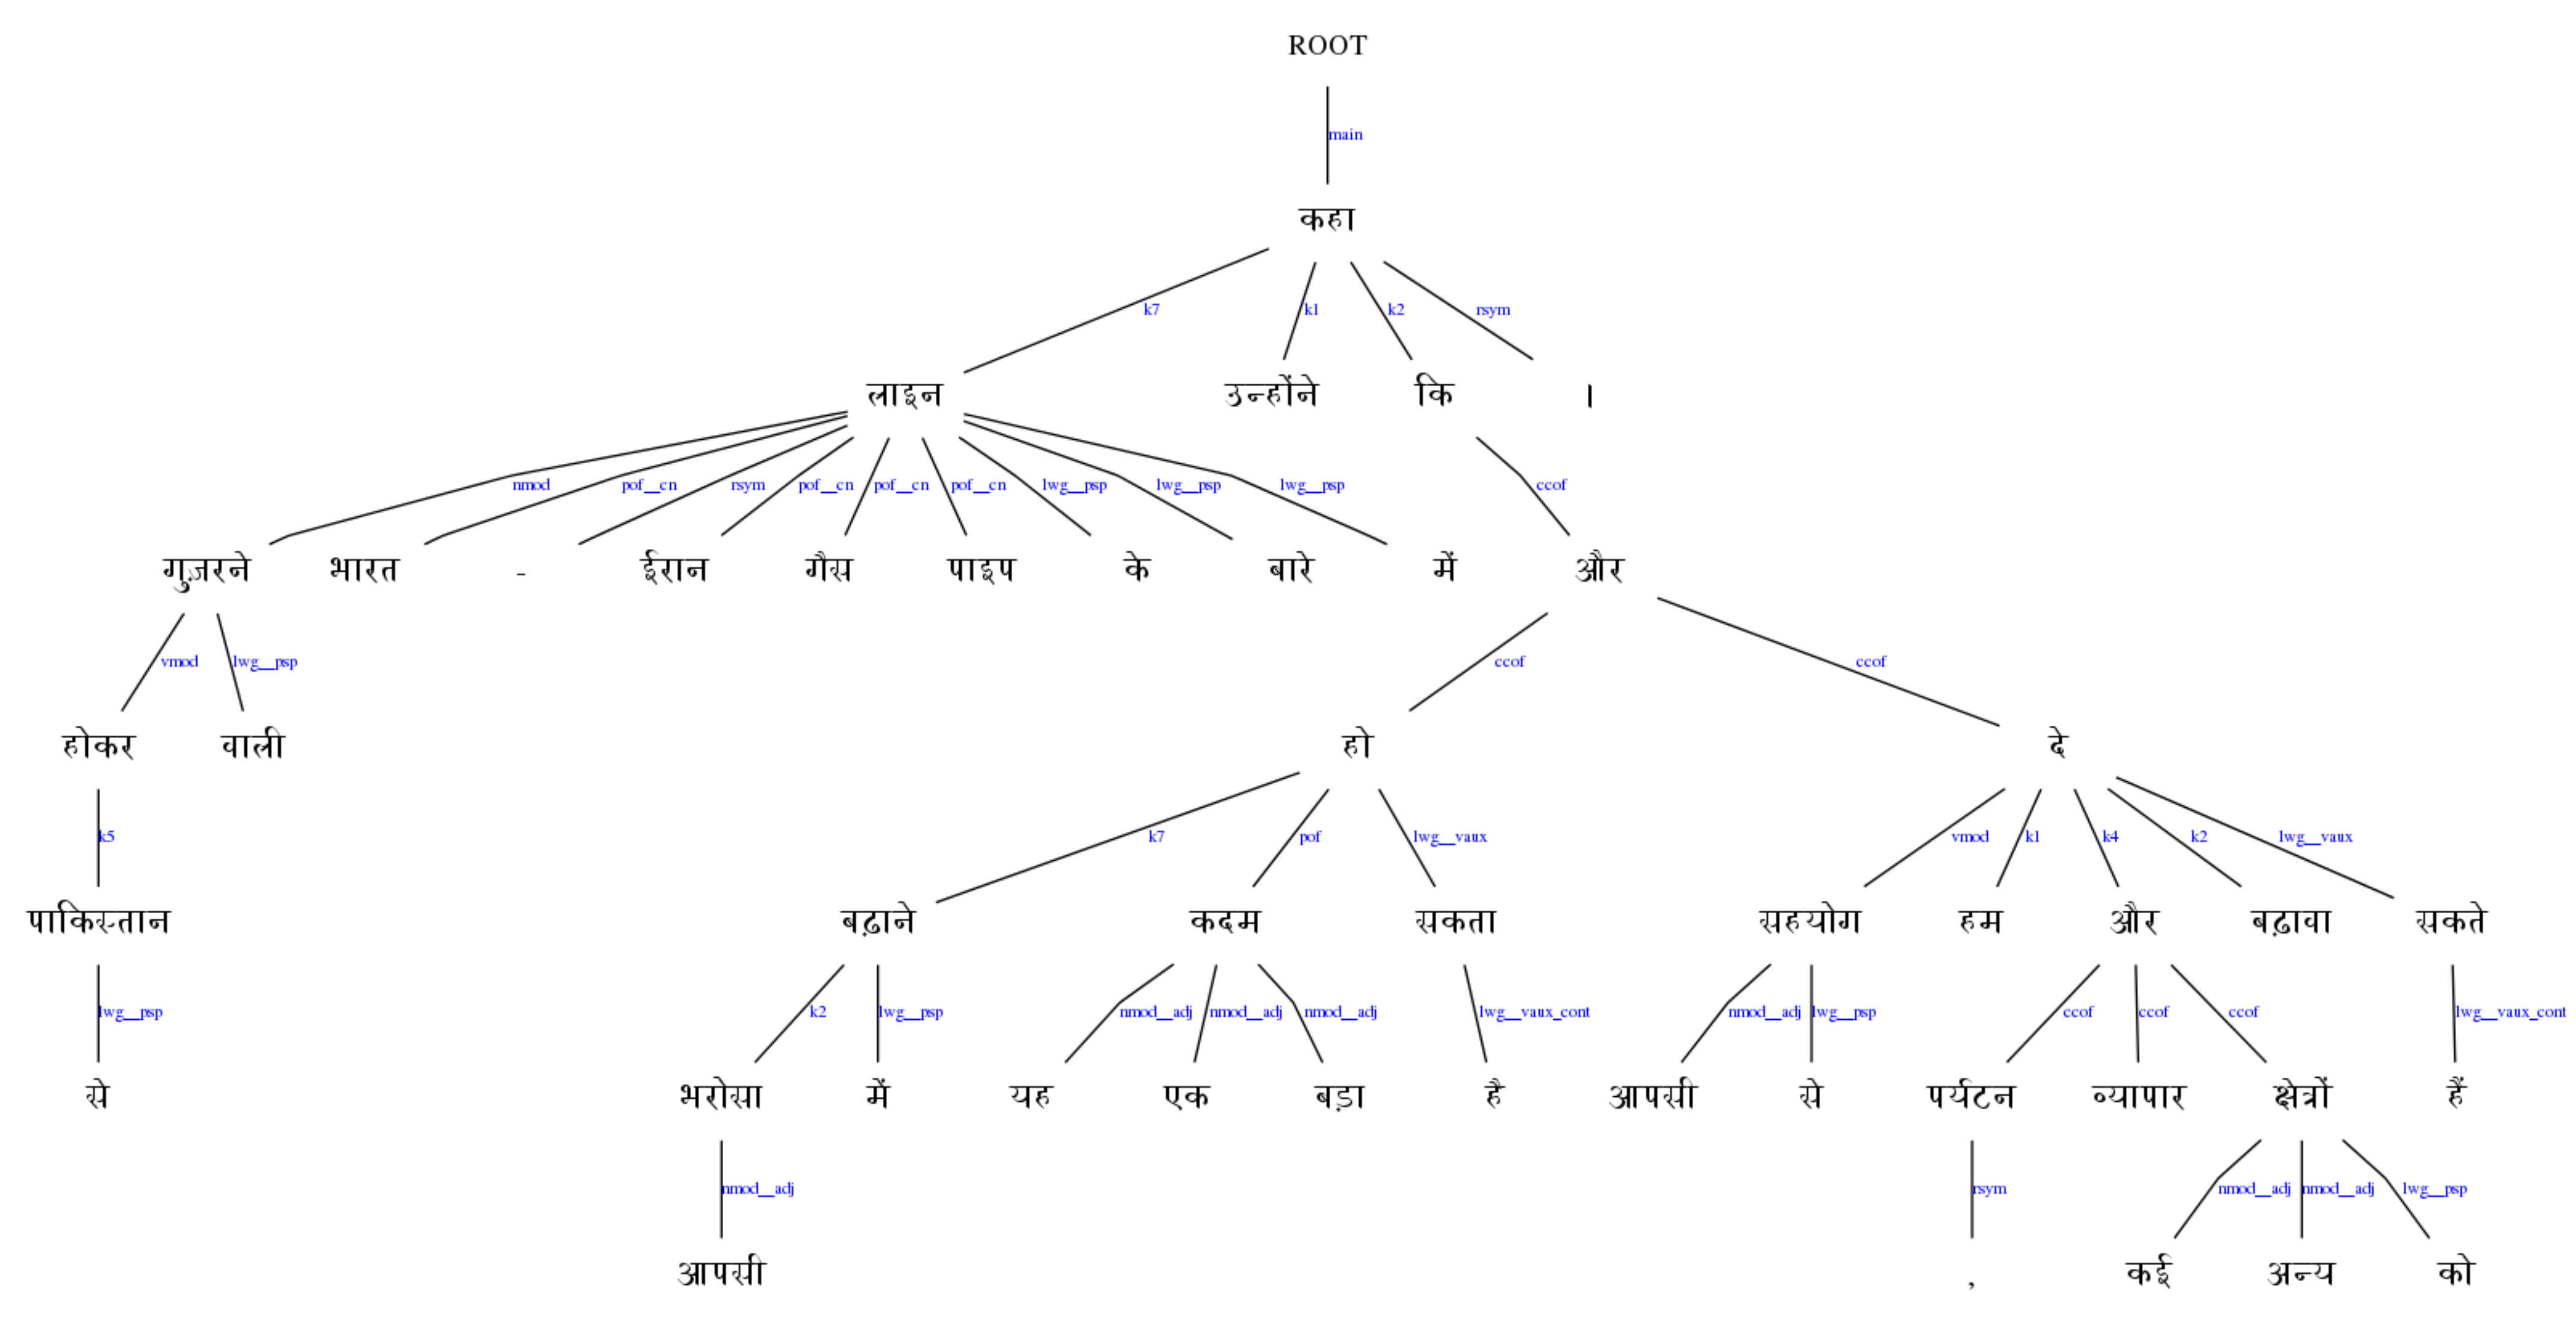 ROOT
main
कहा
k7 k1 k2 rsym
लाइन उन्होंने कि ।
nmod pof__cn rsym pof__cn pof__cn pof__cn lwg__psp lwg__psp lwg__psp ccof
गुज़रने भारत - ईरान गैस पाइप के बारे में और
vmod lwg__psp ccof ccof
होकर वाली हो दे
k5 k7 pof lwg__vaux vmod k1 k4 k2 lwg__vaux
पाकिस्तान बढ़ाने कदम सकता सहयोग हम और बढ़ावा सकते
lwg__psp k2 lwg__psp nmod__adj nmod__adj nmod__adj lwg__vaux_cont nmod__adj lwg__psp ccof ccof ccof lwg__vaux_cont
से भरोसा में यह एक बड़ा है आपसी से पर्यटन व्यापार क्षेत्रों हैं
nmod__adj rsym nmod__adj nmod__adj lwg__psp
आपसी , कई अन्य को